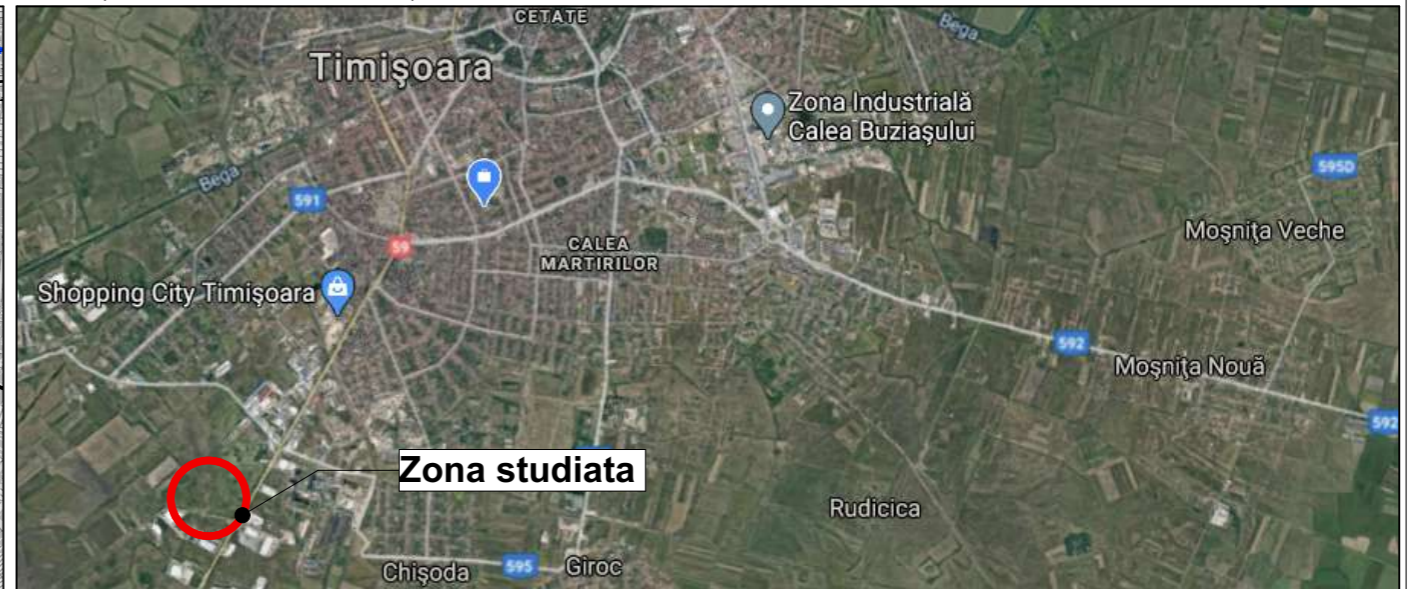 CETATE
Timişoara
Bega
Zona Industrială
Calea Buziaşului
595D
Bega
591
Moşniţa Veche
59
CALEA
MARTIRILOR
Shopping City Timişoara
592
Moşniţa Nouă
592
Zona studiata
Rudicica
Chişoda
595
Giroc